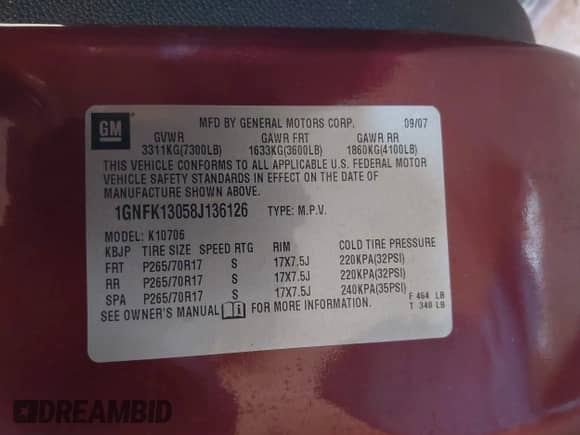 GM
MFD BY GENERAL MOTORS CORP. 09/07
GVWR GAWR FRT GAWR RR
3311KG(7300LB) 1633KG(3600LB) 1860KG(4100LB)
THIS VEHICLE CONFORMS TO ALL APPLICABLE U.S. FEDERAL MOTOR
VEHICLE SAFETY STANDARDS IN EFFECT ON THE DATE OF
MANUFACTURE SHOWN ABOVE.
1GNFK13058J136126 TYPE: M.P.V.
MODEL: K10706
KBJP TIRE SIZE SPEED RTG RIM COLD TIRE PRESSURE
FRT P265/70R17 S 17X7.5J 220KPA(32PSI)
RR P265/70R17 S 17X7.5J 220KPA(32PSI)
SPA P265/70R17 S 17X7.5J 240KPA(35PSI)
F 464 LB
SEE OWNER'S MANUAL FOR MORE INFORMATION. T 340 LB
DREAMBID